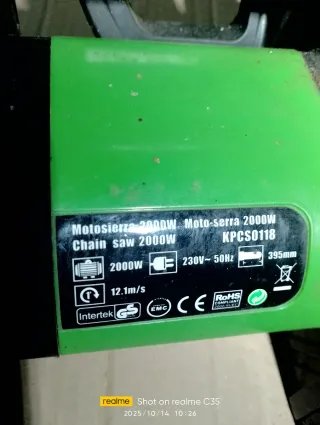 Motosierra 2000W, Moto-serra 2000W
Chain saw 2000W KPCS0118
2000W 230V~ 50Hz 395mm
12.1m/s
Intertek GS EMC CE RoHS
COMPLIANT
realme Shot on realme C35
2025/10/14 10:26